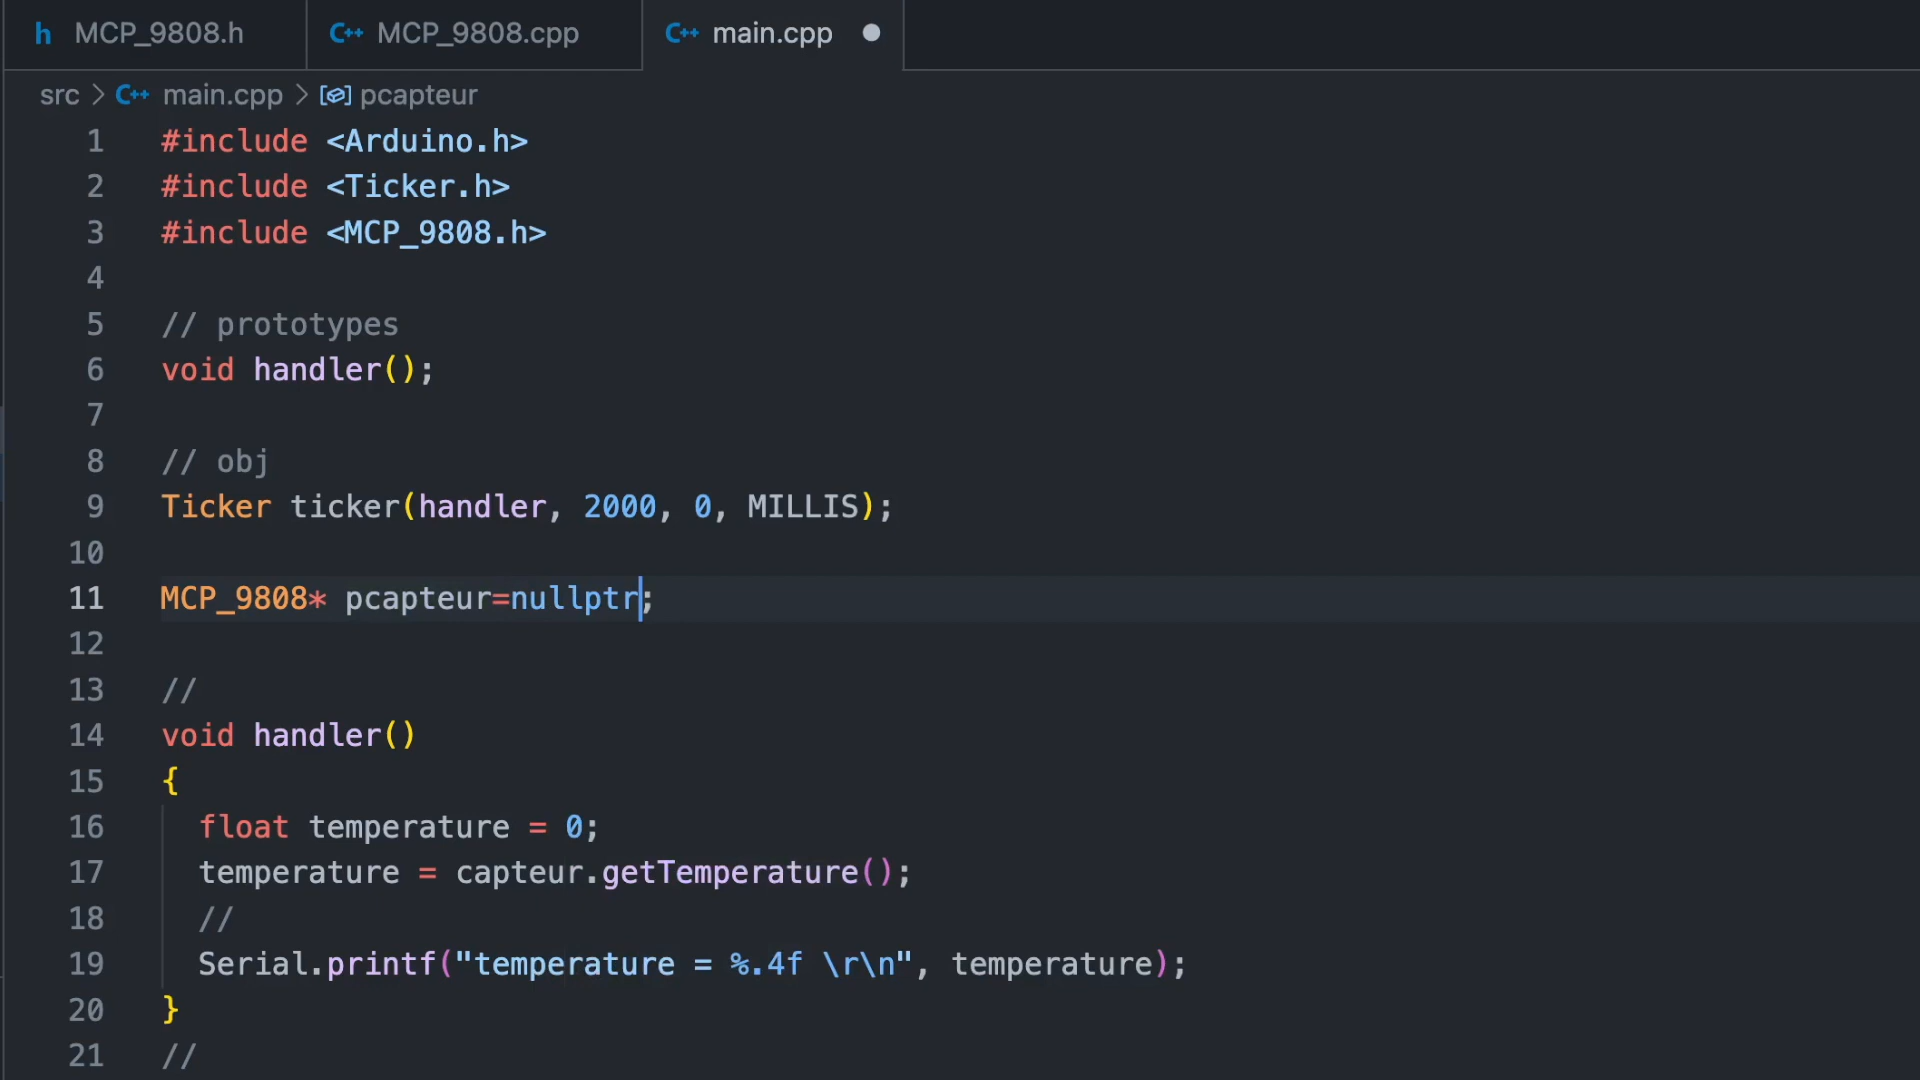 h MCP_9808.h C++ MCP_9808.cpp C++ main.cpp
src > C++ main.cpp > pcapteur
1 #include <Arduino.h>
2 #include <Ticker.h>
3 #include <MCP_9808.h>
4
5 // prototypes
6 void handler();
7
8 // obj
9 Ticker ticker(handler, 2000, 0, MILLIS);
10
11 MCP_9808* pcapteur=nullptr;
12
13 //
14 void handler()
15 {
16 float temperature = 0;
17 temperature = capteur.getTemperature();
18 //
19 Serial.printf("temperature = %.4f \r\n", temperature);
20 }
21 //